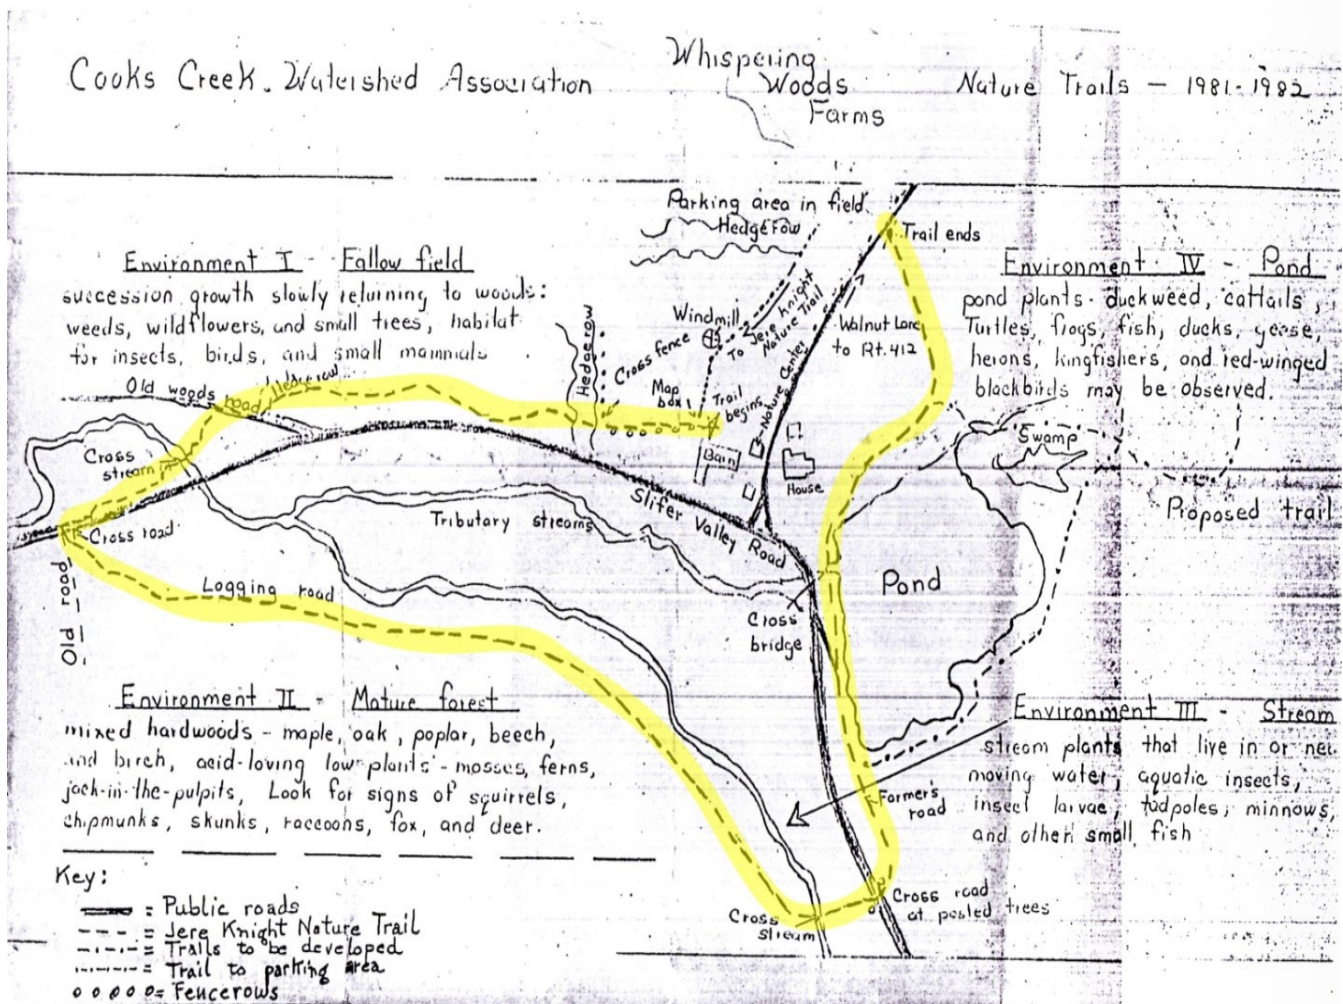 Cooks Creek Watershed Association
Whispering
Woods
Farms
Nature Trails - 1981-1982
Parking area in field
Hedgerow
Trail ends
Environment I - Fallow field
succession growth slowly returning to woods:
weeds, wildflowers, and small trees, habitat
for insects, birds, and small mammals
Environment IV - Pond
pond plants - duckweed, cattails,
Turtles, frogs, fish, ducks, geese,
herons, kingfishers, and red-winged
blackbirds may be observed.
Windmill
To Jere Knight
Nature Trail
Walnut Lane
to Rt. 412
Hedgerow
Cross fence
Map
box
Trail
begins
Nature Center
Old woods road
Hedgerow
Cross
stream
Barn
House
Swamp
Proposed trail
Cross road
Tributary streams
Sliter Valley Road
Pond
Old road
Logging road
Cross
bridge
Environment II - Mature forest
mixed hardwoods - maple, oak, poplar, beech,
and birch, acid-loving low plants - mosses, ferns,
jack-in-the-pulpits, Look for signs of squirrels,
chipmunks, skunks, raccoons, fox, and deer.
Environment III - Stream
stream plants that live in or
moving water, aquatic insects,
insect larvae, tadpoles, minnows,
and other small fish
Farmer's
road
Cross road
at posted trees
Cross
stream
Key:
= Public roads
= Jere Knight Nature Trail
= Trails to be developed
= Trail to parking area
= Fencerows